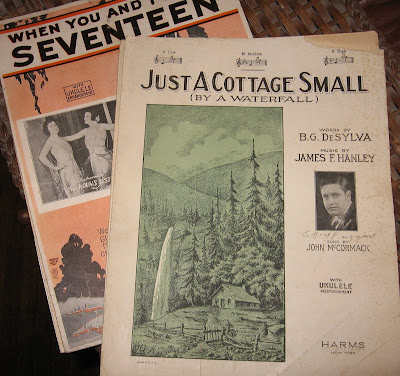 WHEN YOU AND I
SEVENTEEN
WITH
UKULELE
JUST A COTTAGE SMALL
(BY A WATERFALL)
WORDS BY
B.G. DESYLVA
MUSIC BY
JAMES F. HANLEY
SUNG BY
JOHN McCORMACK
WITH
UKULELE
ACCOMPANIMENT
HARMS
NEW YORK